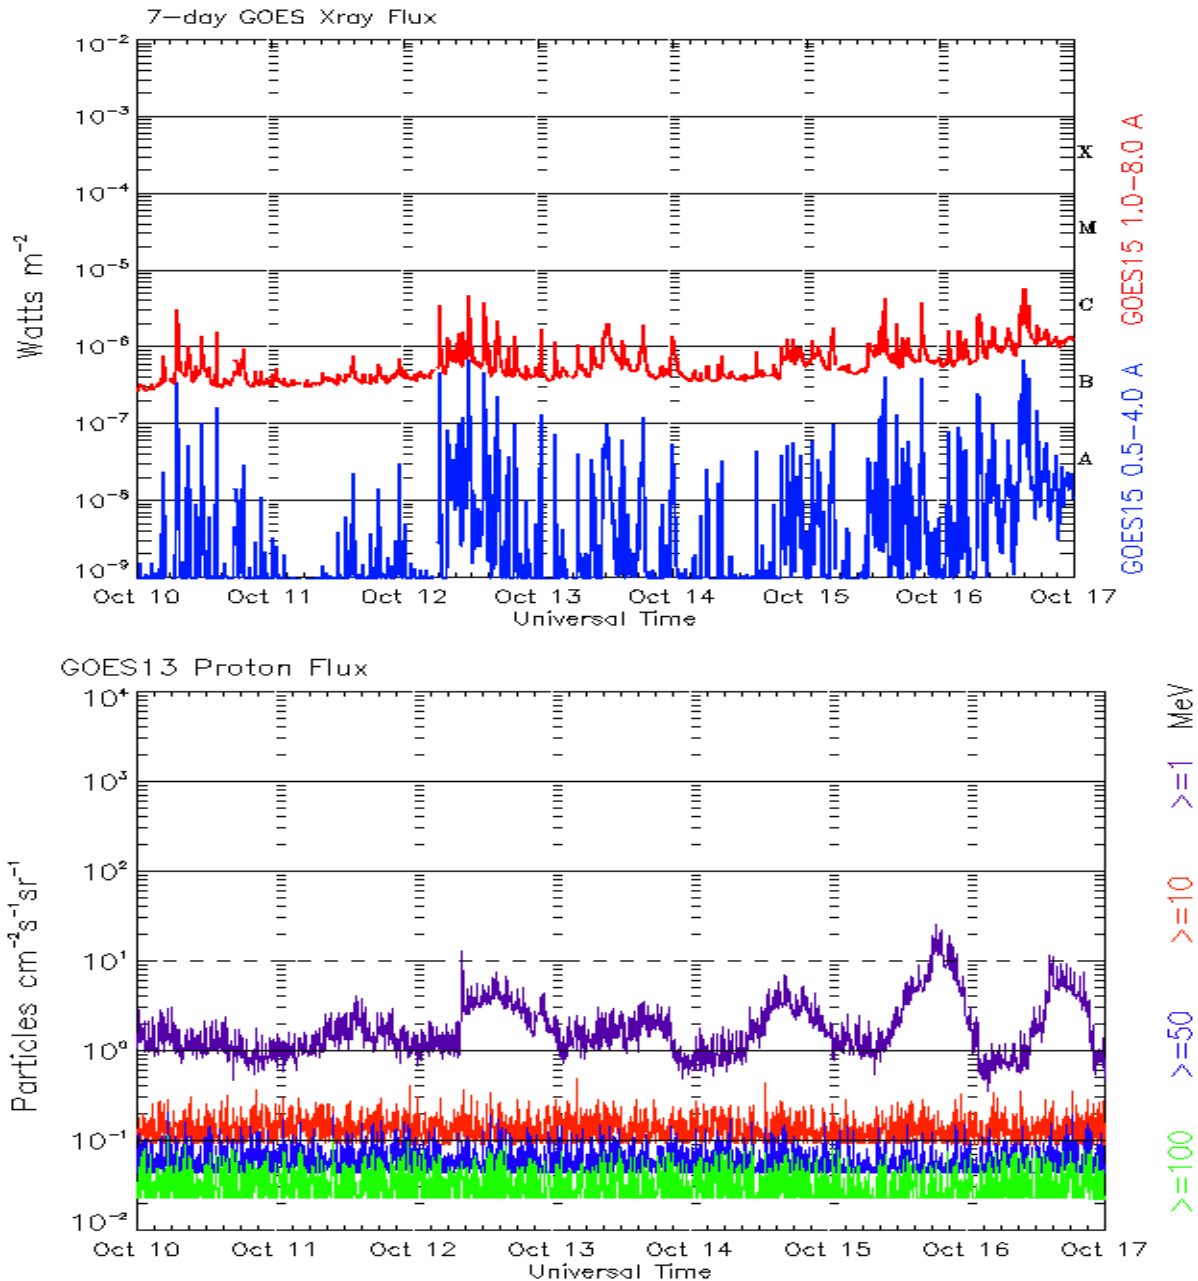 7-day GOES Xray Flux
10⁻²
10⁻³
10⁻⁴
10⁻⁵
10⁻⁶
10⁻⁷
10⁻⁸
10⁻⁹
Watts m⁻²
X
M
C
B
A
GOES15 1.0-8.0 A
GOES15 0.5-4.0 A
Oct 10 Oct 11 Oct 12 Oct 13 Oct 14 Oct 15 Oct 16 Oct 17
Universal Time
GOES13 Proton Flux
10⁴
10³
10²
10¹
10⁰
10⁻¹
10⁻²
Particles cm⁻²s⁻¹sr⁻¹
>=1 MeV
>=10
>=50
>=100
Oct 10 Oct 11 Oct 12 Oct 13 Oct 14 Oct 15 Oct 16 Oct 17
Universal Time